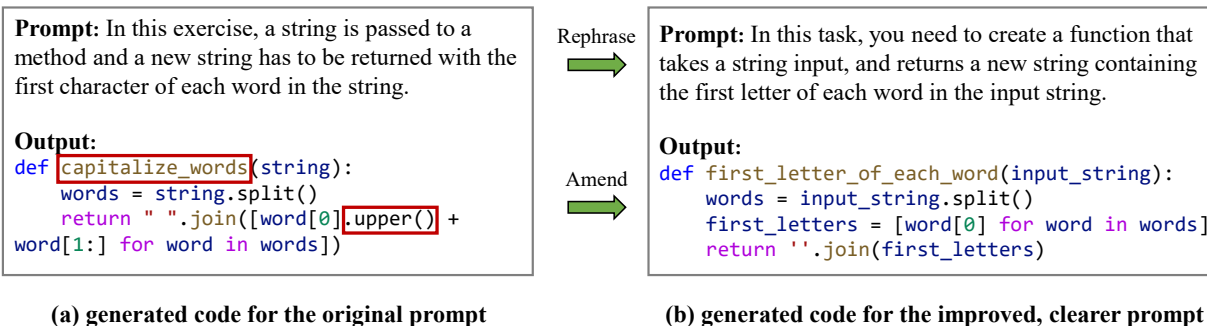 Prompt: In this exercise, a string is passed to a
method and a new string has to be returned with the
first character of each word in the string.
Output:
def capitalize_words(string):
    words = string.split()
    return " ".join([word[0].upper() +
word[1:] for word in words])
(a) generated code for the original prompt
Rephrase
Amend
Prompt: In this task, you need to create a function that
takes a string input, and returns a new string containing
the first letter of each word in the input string.
Output:
def first_letter_of_each_word(input_string):
    words = input_string.split()
    first_letters = [word[0] for word in words]
    return ''.join(first_letters)
(b) generated code for the improved, clearer prompt